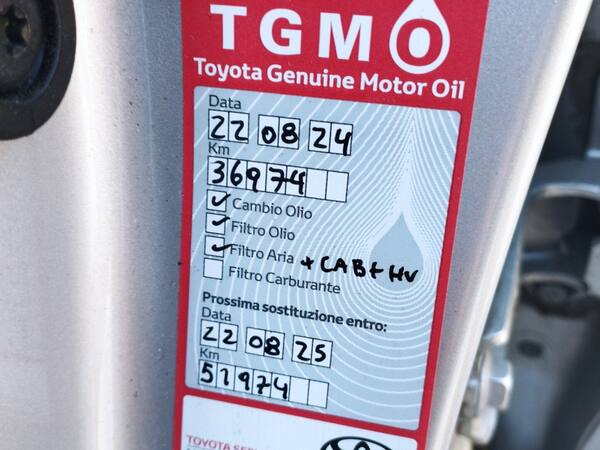 TGMO
Toyota Genuine Motor Oil
Data
22 08 24
Km
36974
Cambio Olio
Filtro Olio
Filtro Aria + CAB + HV
Filtro Carburante
Prossima sostituzione entro:
Data
22 08 25
Km
51974